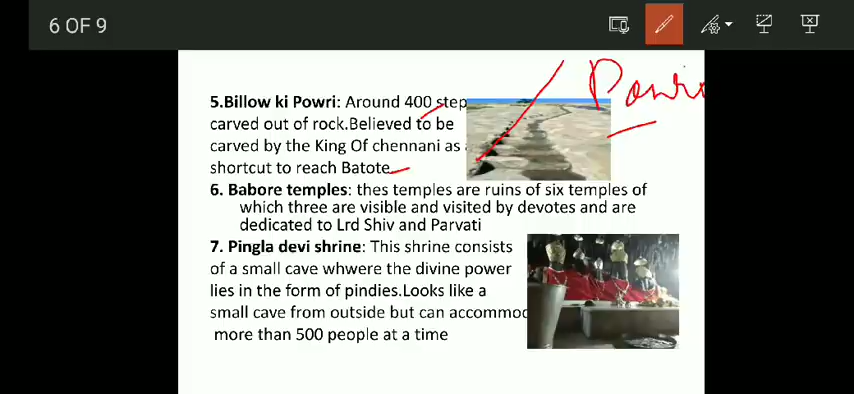 6 OF 9
Powri
5.Billow ki Powri: Around 400 step
carved out of rock.Believed to be
carved by the King Of chennani as
shortcut to reach Batote
6. Babore temples: thes temples are ruins of six temples of
which three are visible and visited by devotes and are
dedicated to Lrd Shiv and Parvati
7. Pingla devi shrine: This shrine consists
of a small cave whwere the divine power
lies in the form of pindies.Looks like a
small cave from outside but can accommod
more than 500 people at a time